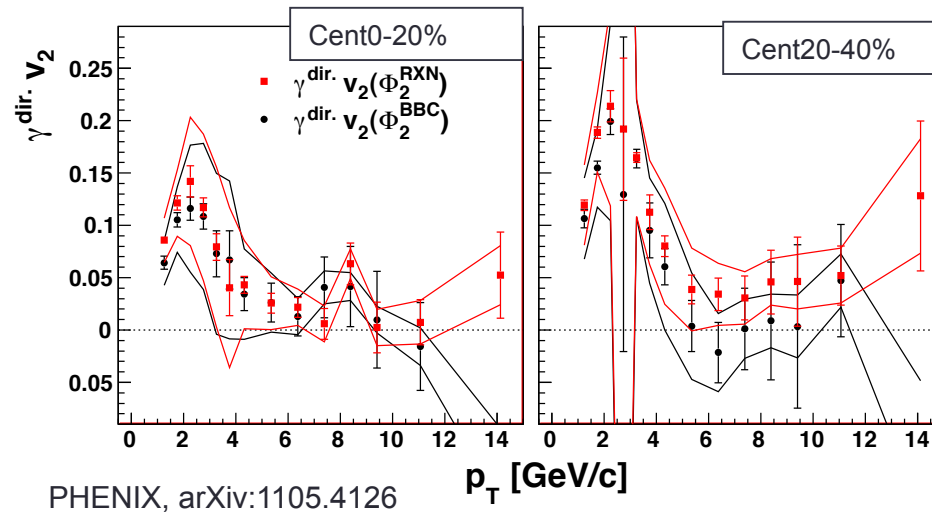 Cent0-20%
Cent20-40%
γ^dir. v₂
γ^dir. v₂(Φ₂^RXN)
γ^dir. v₂(Φ₂^BBC)
0.25
0.2
0.15
0.1
0.05
0
0.05
0 2 4 6 8 10 12 14
0 2 4 6 8 10 12 14
p_T [GeV/c]
PHENIX, arXiv:1105.4126